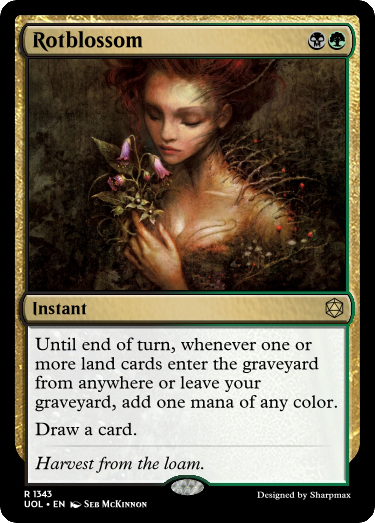 Rotblossom
Instant
Until end of turn, whenever one or
more land cards enter the graveyard
from anywhere or leave your
graveyard, add one mana of any color.
Draw a card.
Harvest from the loam.
R 1343
UOL • EN Seb McKinnon
Designed by Sharpmax